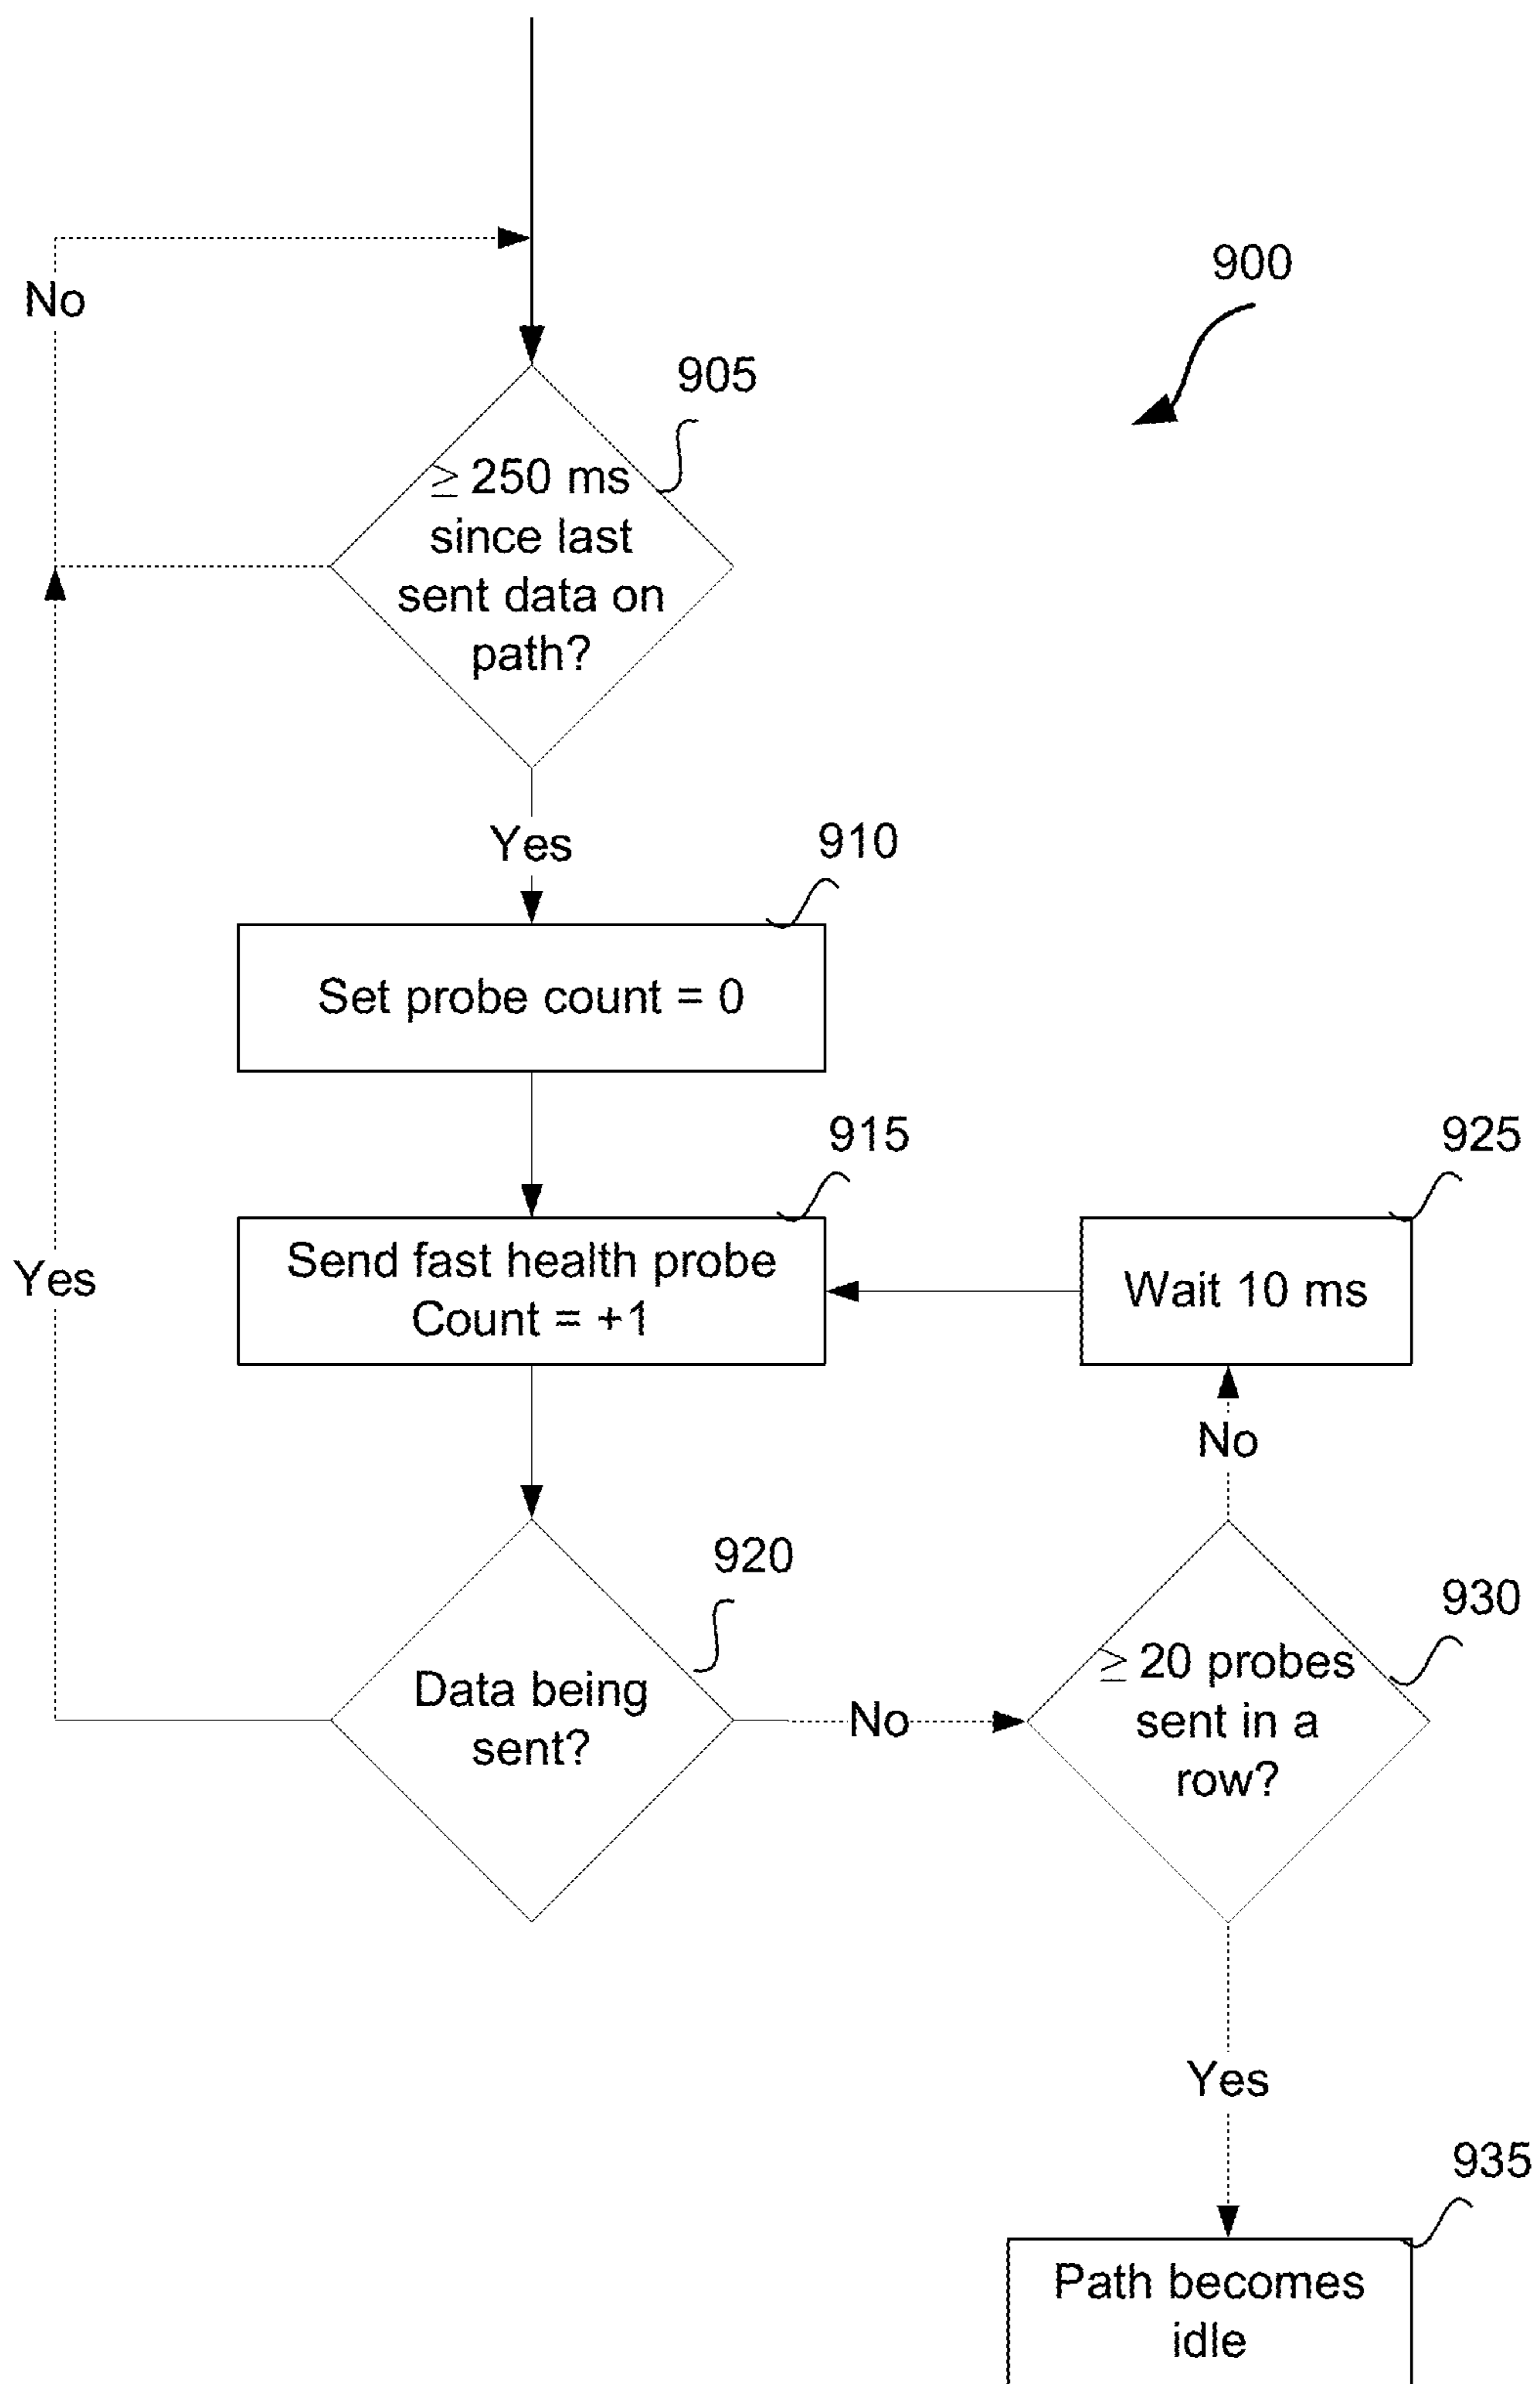 900
No
905
≥ 250 ms
since last
sent data on
path?
Yes
910
Set probe count = 0
915
925
Send fast health probe
Count = +1
Wait 10 ms
Yes
No
920
930
Data being
sent?
No
≥ 20 probes
sent in a
row?
Yes
935
Path becomes
idle